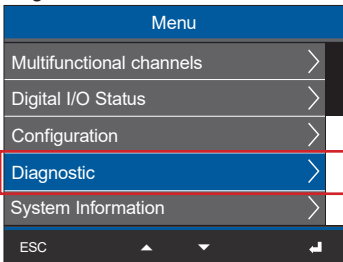 Menu
Multifunctional channels
Digital I/O Status
Configuration
Diagnostic
System Information
ESC